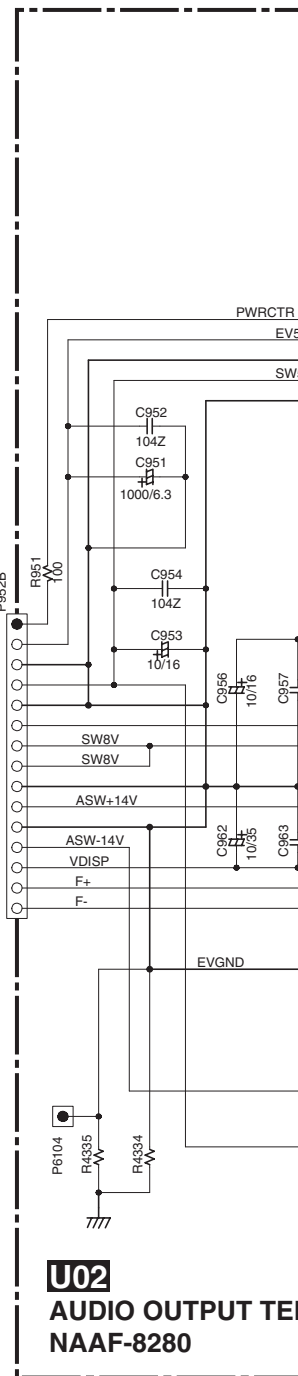 PWRCTR
C952
104Z
C951
1000/6.3
R951
100
C954
104Z
C953
10/16
C956
10/16
C957
SW8V
SW8V
ASW+14V
C962
10/35
C963
ASW-14V
VDISP
F+
F-
EVGND
P6104
R4335
R4334
U02
AUDIO OUTPUT TE
NAAF-8280